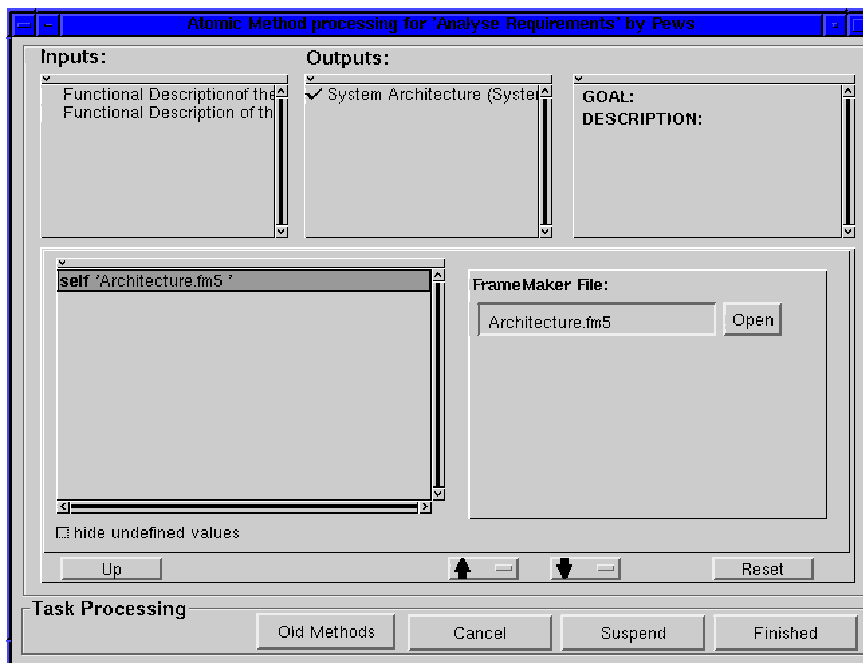 Atomic Method processing for 'Analyse Requirements' by Pews
Inputs:
Functional Descriptionof the
Functional Description of th
Outputs:
System Architecture (System
GOAL:
DESCRIPTION:
self 'Architecture.fm5 '
hide undefined values
FrameMaker File:
Architecture.fm5
Open
Up
Reset
Task Processing
Old Methods
Cancel
Suspend
Finished